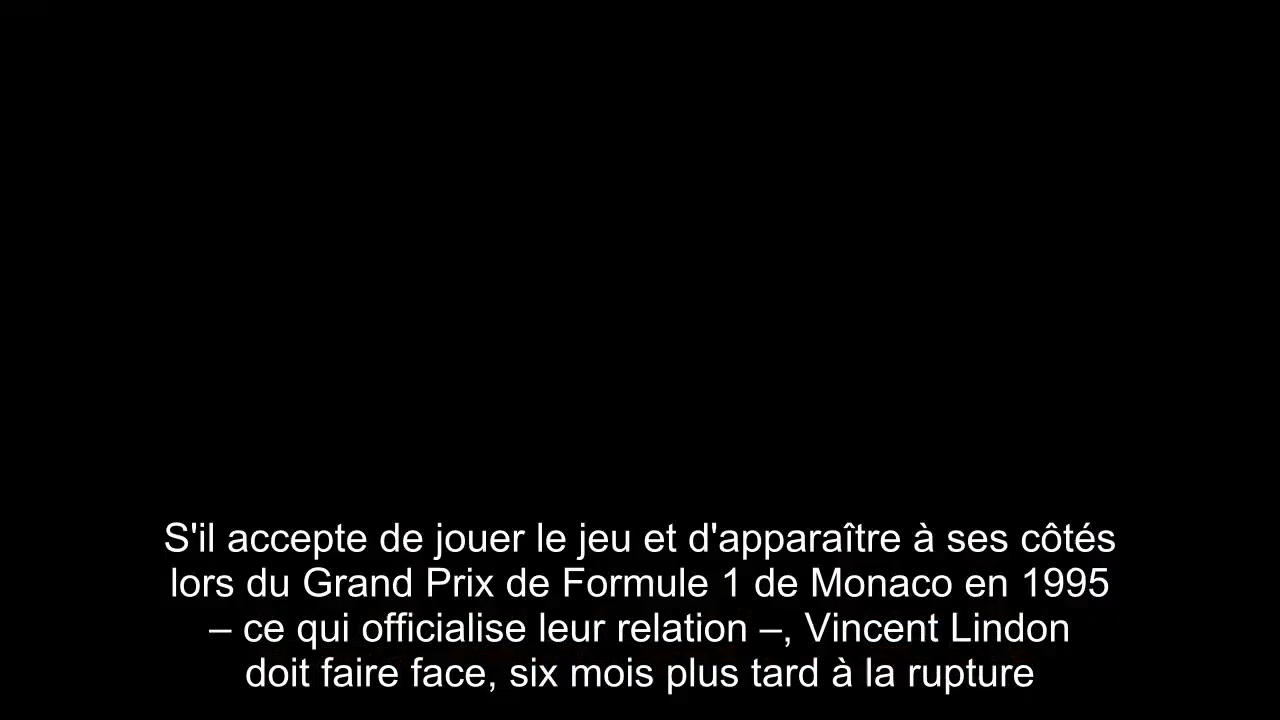 S'il accepte de jouer le jeu et d'apparaître à ses côtés
lors du Grand Prix de Formule 1 de Monaco en 1995
– ce qui officialise leur relation –, Vincent Lindon
doit faire face, six mois plus tard à la rupture